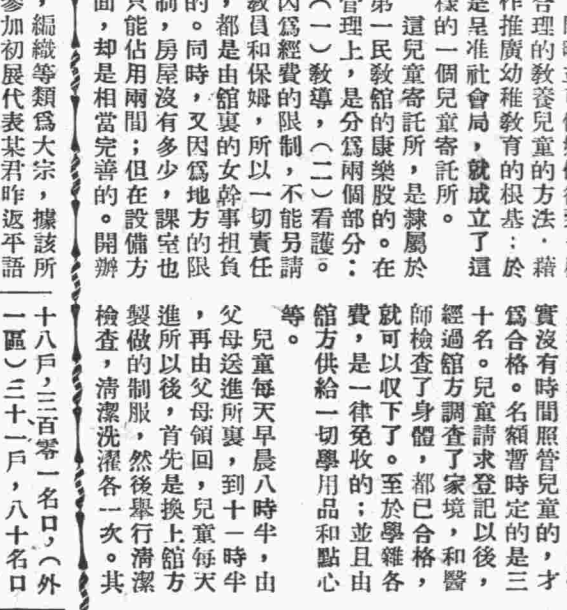 合理的敎養兒童的方法．藉
作推廣幼稚敎育的根基：於
是呈准社會局，就成立了這
樣的一個兒童寄託所。
這兒童寄託所，是隸屬於
第一民敎館的康樂股的。在
管理上，是分爲兩個部分：
（一）敎導，（二）看護。
因爲經費的限制，不能另請
敎員和保姆，所以一切責任
，都是由舘裏的女幹事担負
的。同時，又因爲地方的限
制，房屋沒有多少，課室也
只能佔用兩間；但在設備方
面，却是相當完善的。開辦
實沒有時間照管兒童的，才
爲合格。名額暫時定的是三
十名。兒童請求登記以後，
經過舘方調查了家境，和醫
師檢查了身體，都已合格，
就可以收下了。至於學雜各
費，是一律免收的；並且由
舘方供給一切學用品和點心
等。
兒童每天早晨八時半，由
父母送進所裏，到十一時半
，再由父母領回，兒童每天
進所以後，首先是換上舘方
製做的制服，然後舉行清潔
檢查，清潔洗濯各一次。其
，編織等類爲大宗，據該所
參加初展代表某君昨返平語
十八戶，三百零一名口，（外
一區）三十一戶，八十名口